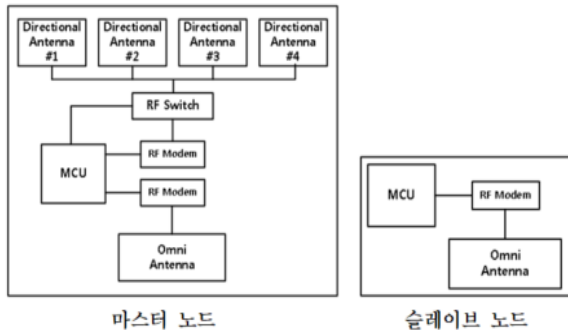 Directional Antenna #1
Directional Antenna #2
Directional Antenna #3
Directional Antenna #4
RF Switch
MCU
RF Modem
RF Modem
Omni Antenna
MCU
RF Modem
Omni Antenna
마스터 노드
슬레이브 노드